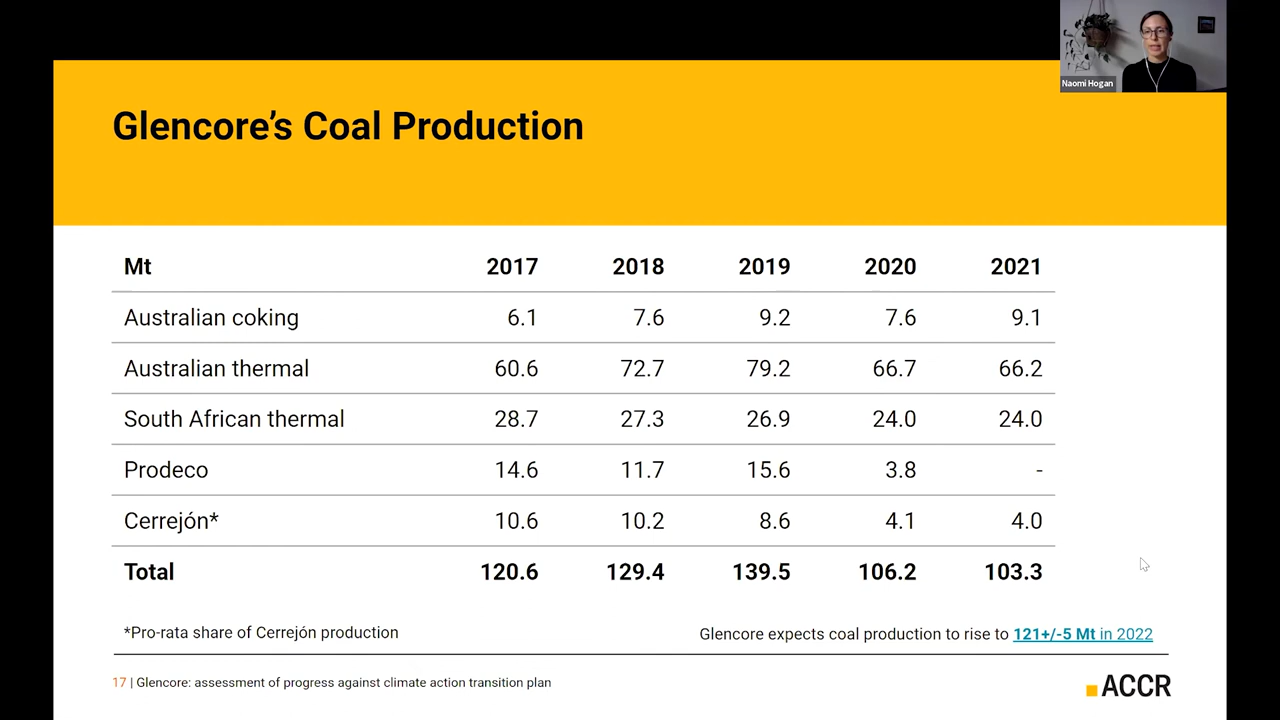 Naomi Hogan
Glencore's Coal Production
Mt 2017 2018 2019 2020 2021
Australian coking 6.1 7.6 9.2 7.6 9.1
Australian thermal 60.6 72.7 79.2 66.7 66.2
South African thermal 28.7 27.3 26.9 24.0 24.0
Prodeco 14.6 11.7 15.6 3.8 -
Cerrejón* 10.6 10.2 8.6 4.1 4.0
Total 120.6 129.4 139.5 106.2 103.3
*Pro-rata share of Cerrejón production
Glencore expects coal production to rise to 121+/-5 Mt in 2022
17 | Glencore: assessment of progress against climate action transition plan
ACCR